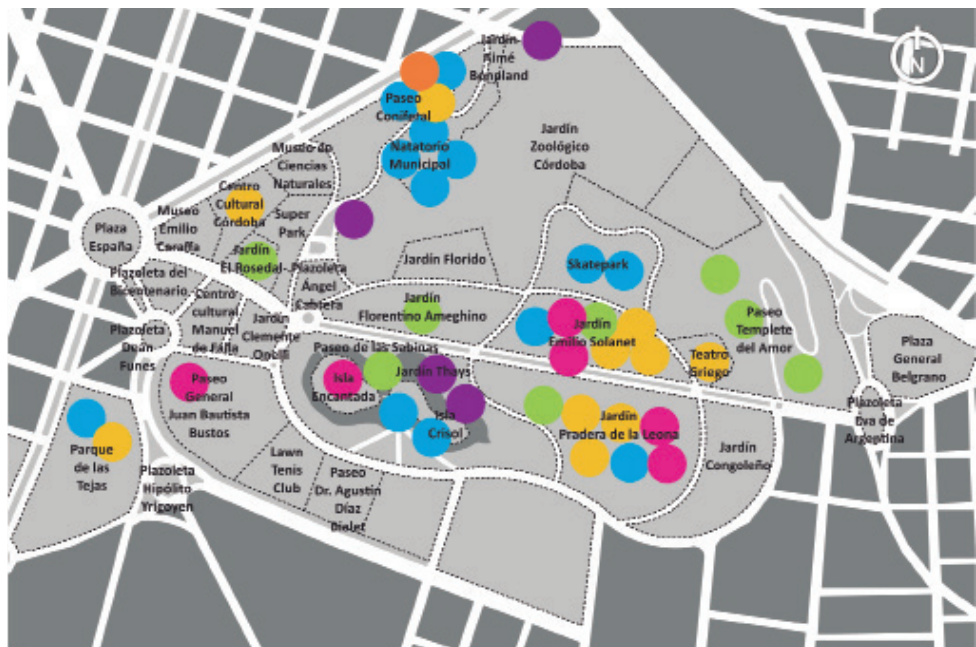 N
Jardín
Aimé
Bonpland
Paseo
Coniferal
Natatorio
Municipal
Jardín
Zoológico
Córdoba
Museo de
Ciencias
Naturales
Centro
Cultural
Córdoba
Super
Park
Museo
Emilio
Caraffa
Plaza
España
Jardín
El Rosedal
Plazoleta
Ángel
Cabrera
Jardín Florido
Skatepark
Plazoleta del
Bicentenario
Centro
cultural
Manuel
de Falla
Jardín
Clemente
Onelli
Jardín
Florentino Ameghino
Jardín
Emilio Solanet
Paseo
Templete
del Amor
Teatro
Griego
Plaza
General
Belgrano
Plazoleta
Deán
Funes
Paseo de las Sabinas
Isla
Encantada
Jardín Thays
Isla
Crisol
Paseo
General
Juan Bautista
Bustos
Jardín
Pradera de la Leona
Jardín
Congoleño
Plazoleta
Eva de
Argentina
Parque
de las
Tejas
Plazoleta
Hipólito
Yrigoyen
Lawn
Tenis
Club
Paseo
Dr. Agustín
Díaz
Bialet